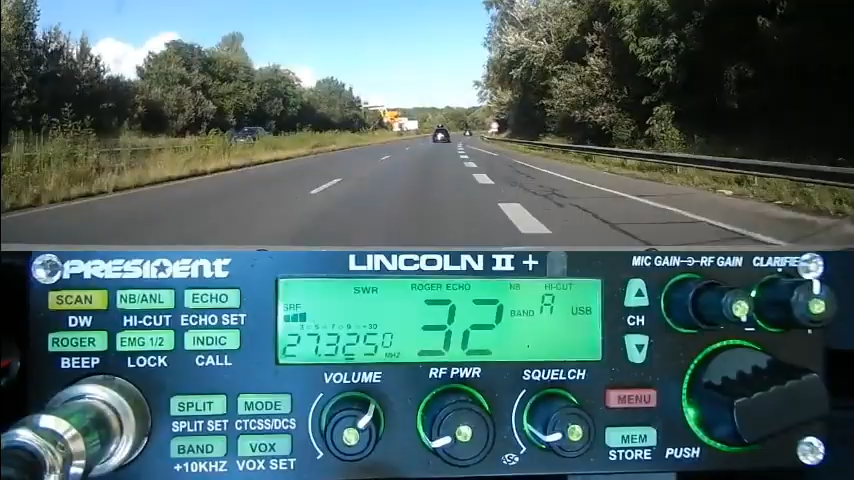 PRESIDENT LINCOLN II + MIC GAIN RF GAIN CLARIFIER
SCAN NB/ANL ECHO
DW HI-CUT ECHO SET
ROGER EMG 1/2 INDIC
BEEP LOCK CALL
SWR ROGER ECHO NB HI-CUT
SRF 32 BAND A USB
27.3250 MHZ
CH
VOLUME RF PWR SQUELCH
SPLIT MODE
SPLIT SET CTCSS/DCS
BAND VOX
+10KHZ VOX SET
ASC
MENU
MEM
STORE PUSH